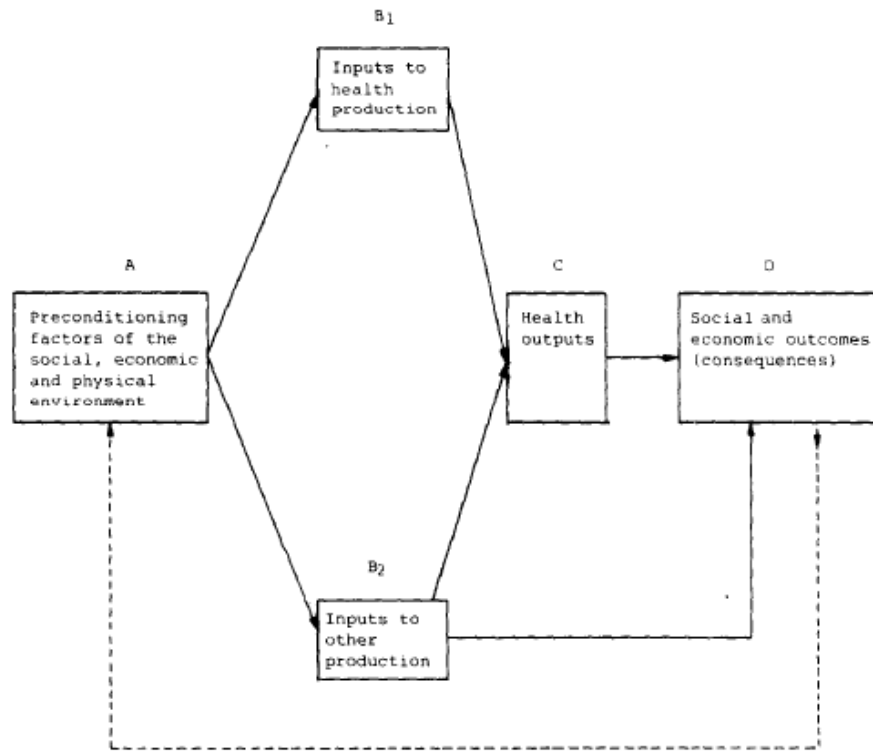 B1
Inputs to
health
production
A
Preconditioning
factors of the
social, economic
and physical
environment
C
Health
outputs
D
Social and
economic outcomes
(consequences)
B2
Inputs to
other
production